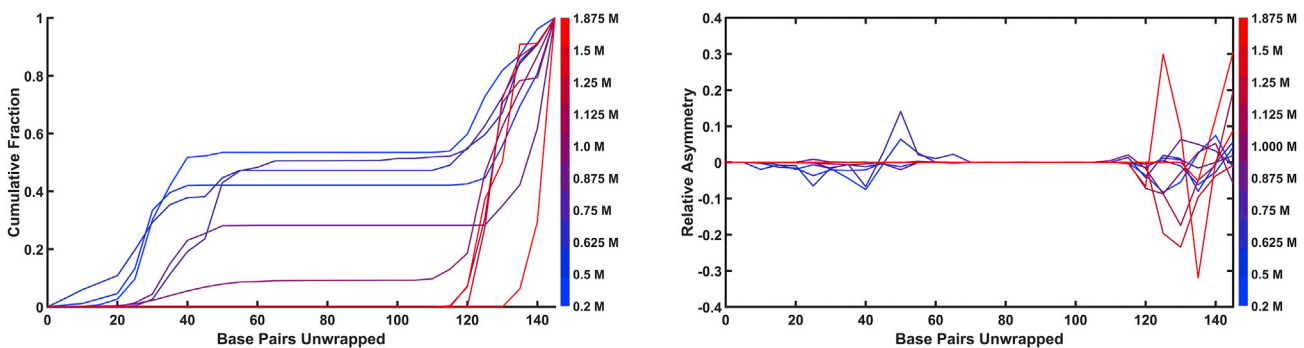 1
0.8
0.6
0.4
0.2
0
0 20 40 60 80 100 120 140
Cumulative Fraction
Base Pairs Unwrapped
1.875 M
1.5 M
1.25 M
1.0 M
0.875 M
0.75 M
0.625 M
0.5 M
0.2 M
0.4
0.3
0.2
0.1
0
-0.1
-0.2
-0.3
-0.4
0 20 40 60 80 100 120 140
Relative Asymmetry
Base Pairs Unwrapped
1.875 M
1.5 M
1.25 M
1.000 M
0.875 M
0.75 M
0.625 M
0.5 M
0.2 M